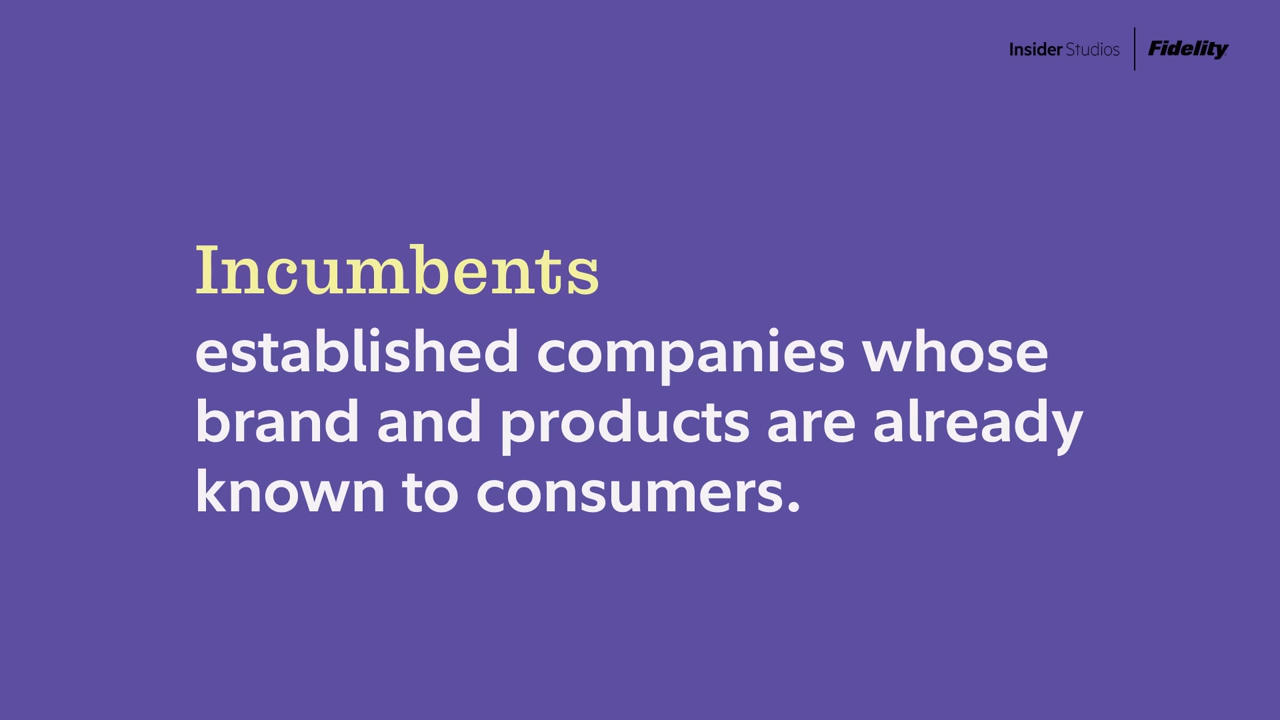 Insider Studios | Fidelity
Incumbents
established companies whose
brand and products are already
known to consumers.